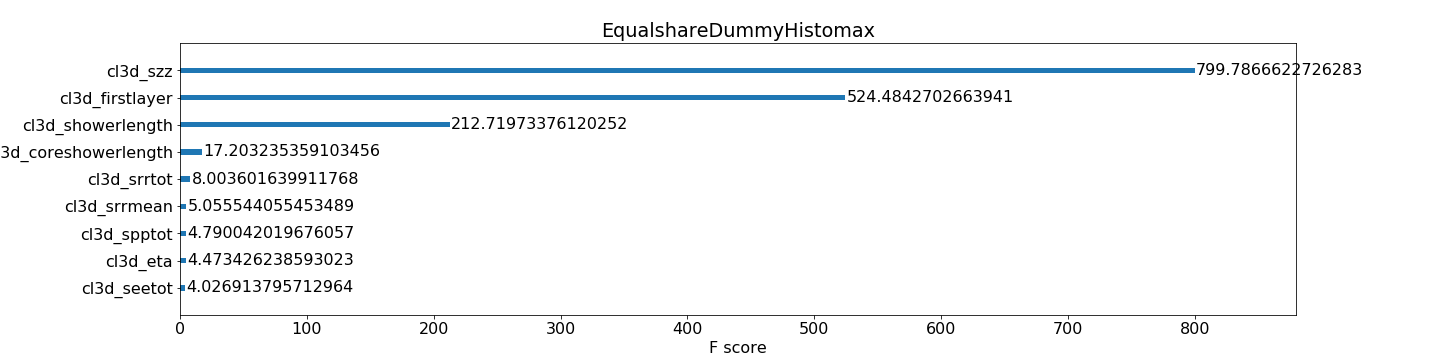 EqualshareDummyHistomax
cl3d_szz 799.7866622726283
cl3d_firstlayer 524.4842702663941
cl3d_showerlength 212.71973376120252
3d_coreshowerlength 17.203235359103456
cl3d_srrtot 8.003601639911768
cl3d_srrmean 5.055544055453489
cl3d_spptot 4.790042019676057
cl3d_eta 4.473426238593023
cl3d_seetot 4.026913795712964
0 100 200 300 400 500 600 700 800
F score